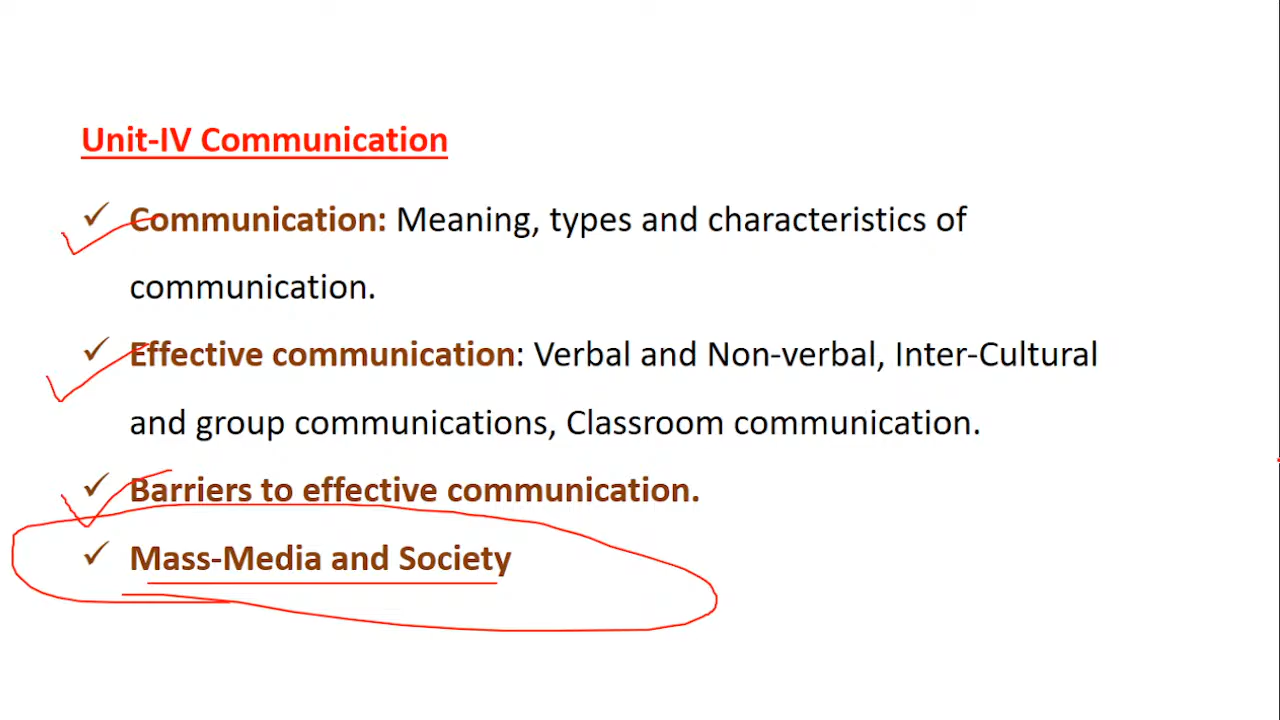 Unit-IV Communication
✓ Communication: Meaning, types and characteristics of
communication.
✓ Effective communication: Verbal and Non-verbal, Inter-Cultural
and group communications, Classroom communication.
✓ Barriers to effective communication.
✓ Mass-Media and Society